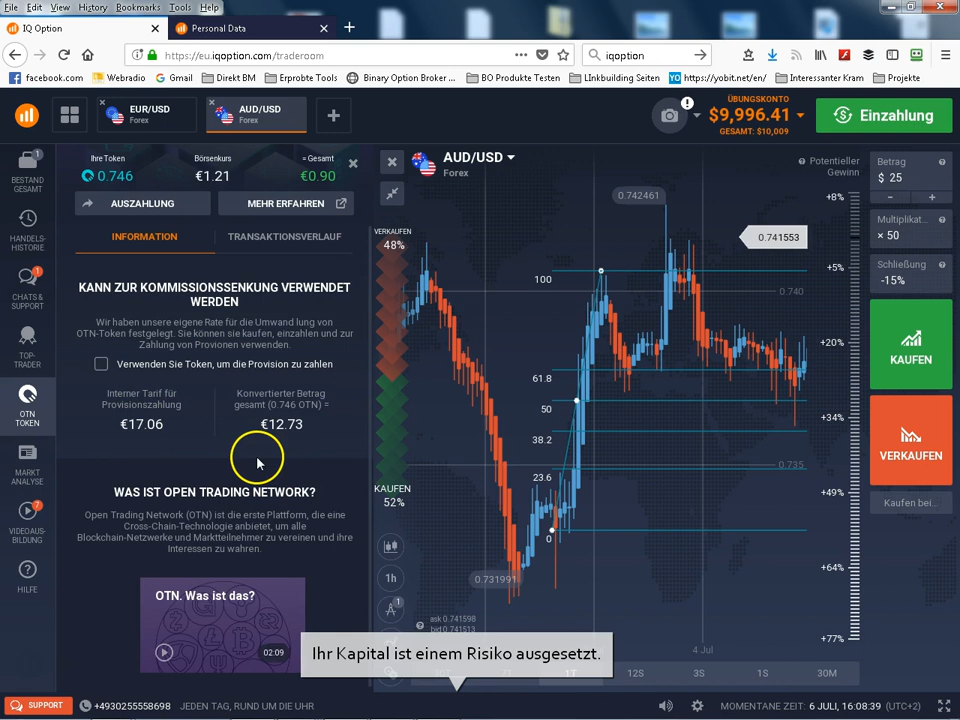 File Edit View History Bookmarks Tools Help
IQ Option
Personal Data
https://eu.iqoption.com/traderoom
iqoption
facebook.com Webradio Gmail Direkt BM Erprobte Tools Binary Option Broker ... BO Produkte Testen LInkbuilding Seiten https://yobit.net/en/ Interessanter Kram Projekte
EUR/USD
Forex
AUD/USD
Forex
ÜBUNGSKONTO
$9,996.41
GESAMT: $10,009
Einzahlung
BESTAND GESAMT
1
HANDELS-HISTORIE
CHATS & SUPPORT
1
TOP-TRADER
OTN TOKEN
MARKT ANALYSE
VIDEOAUS-BILDUNG
7
HILFE
Ihre Token
0.746
Börsenkurs
€1.21
= Gesamt
€0.90
AUSZAHLUNG
MEHR ERFAHREN
INFORMATION
TRANSAKTIONSVERLAUF
KANN ZUR KOMMISSIONSSENKUNG VERWENDET
WERDEN
Wir haben unsere eigene Rate für die Umwand lung von
OTN-Token festgelegt. Sie können sie kaufen, einzahlen und zur
Zahlung von Provionen verwenden.
Verwenden Sie Token, um die Provision zu zahlen
Interner Tarif für
Provisionszahlung
€17.06
Konvertierter Betrag
gesamt (0.746 OTN) =
€12.73
WAS IST OPEN TRADING NETWORK?
Open Trading Network (OTN) ist die erste Plattform, die eine
Cross-Chain-Technologie anbietet, um alle
Blockchain-Netzwerke und Marktteilnehmer zu vereinen und ihre
Interessen zu wahren.
OTN. Was ist das?
02:09
AUD/USD
Forex
VERKAUFEN
48%
KAUFEN
52%
1h
1
0.742461
0.741553
0.740
0.735
0.731991
100
61.8
50
38.2
23.6
0
ask 0.741598
bid 0.741513
4 Jul
Potentieller
Gewinn
+8%
+5%
+20%
+34%
+49%
+64%
+77%
Betrag
$ 25
Multiplikat...
× 50
Schließung
-15%
KAUFEN
VERKAUFEN
Kaufen bei...
Ihr Kapital ist einem Risiko ausgesetzt.
1T 12S 3S 1S 30M
SUPPORT
+4930255558698
JEDEN TAG, RUND UM DIE UHR
MOMENTANE ZEIT: 6 JULI, 16:08:39 (UTC+2)